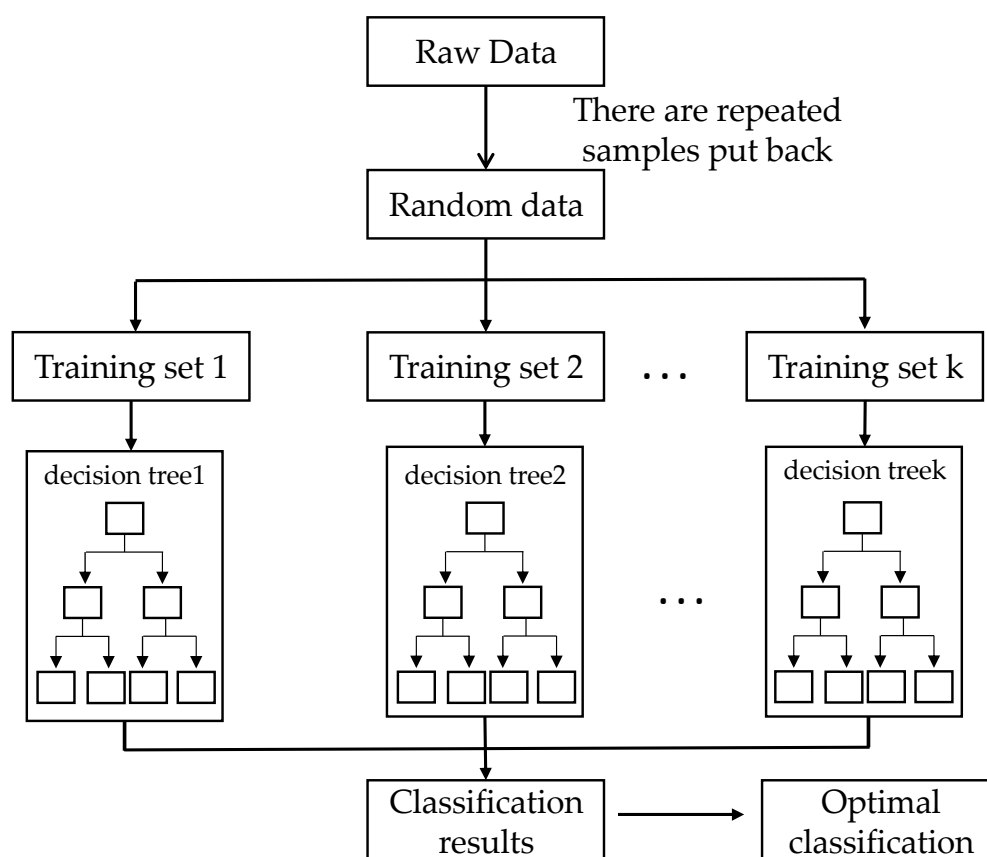 Raw Data
There are repeated
samples put back
Random data
Training set 1
Training set 2
...
Training set k
decision tree1
decision tree2
decision treek
...
Classification
results
Optimal
classification